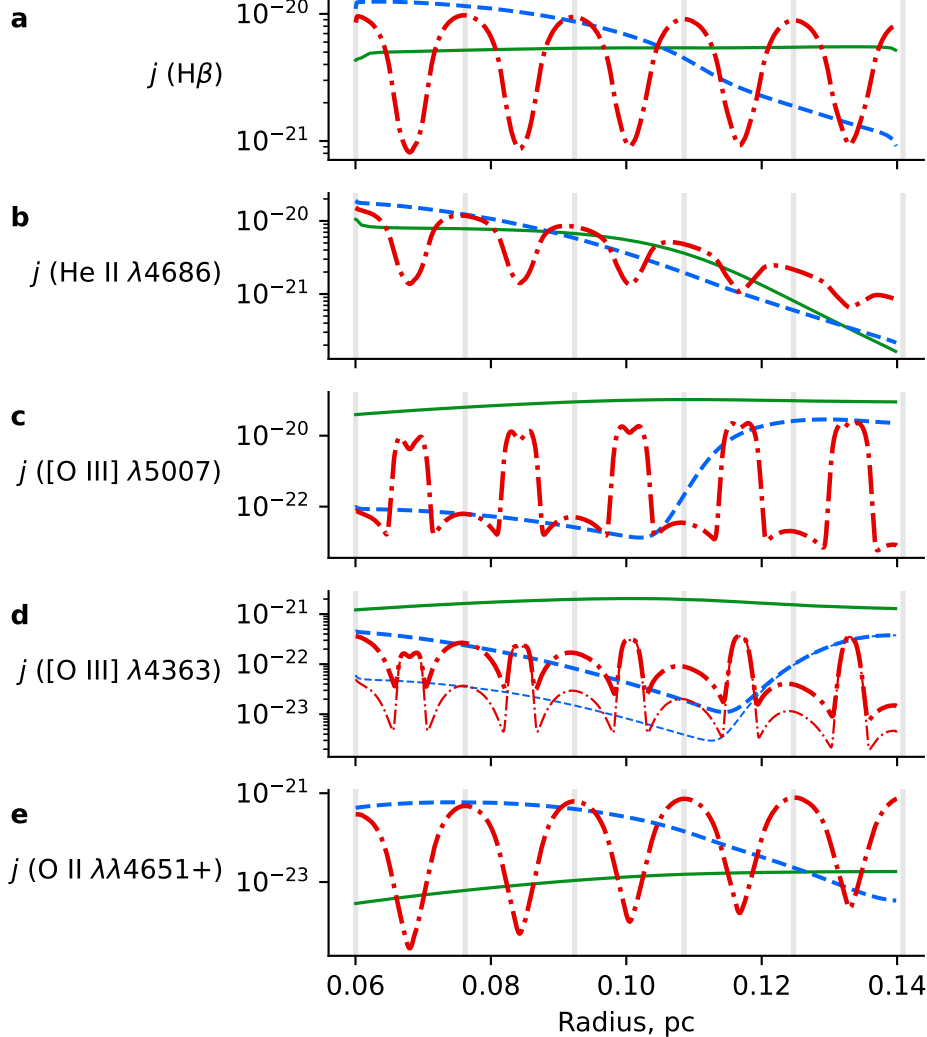 a
10⁻²⁰
j (Hβ)
10⁻²¹
b
10⁻²⁰
j (He II λ4686)
10⁻²¹
c
10⁻²⁰
j ([O III] λ5007)
10⁻²²
d
10⁻²¹
j ([O III] λ4363)
10⁻²²
10⁻²³
e
10⁻²¹
j (O II λλ4651+)
10⁻²³
0.06 0.08 0.10 0.12 0.14
Radius, pc